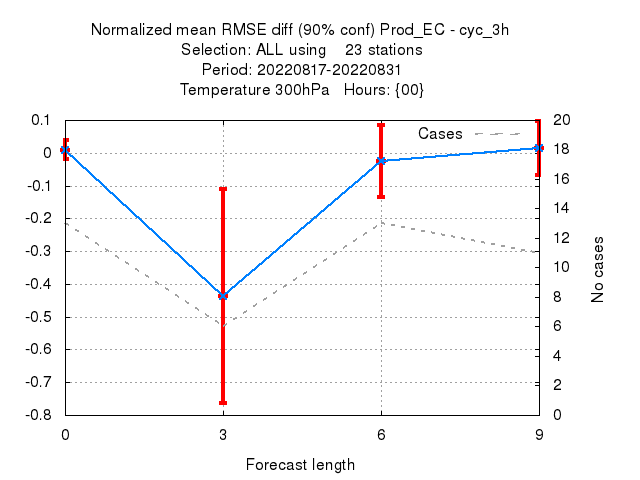 Normalized mean RMSE diff (90% conf) Prod_EC - cyc_3h
Selection: ALL using    23 stations
Period: 20220817-20220831
Temperature 300hPa   Hours: {00}
Cases
0.1
0
-0.1
-0.2
-0.3
-0.4
-0.5
-0.6
-0.7
-0.8
20
18
16
14
12
10
8
6
4
2
0
No cases
0 3 6 9
Forecast length